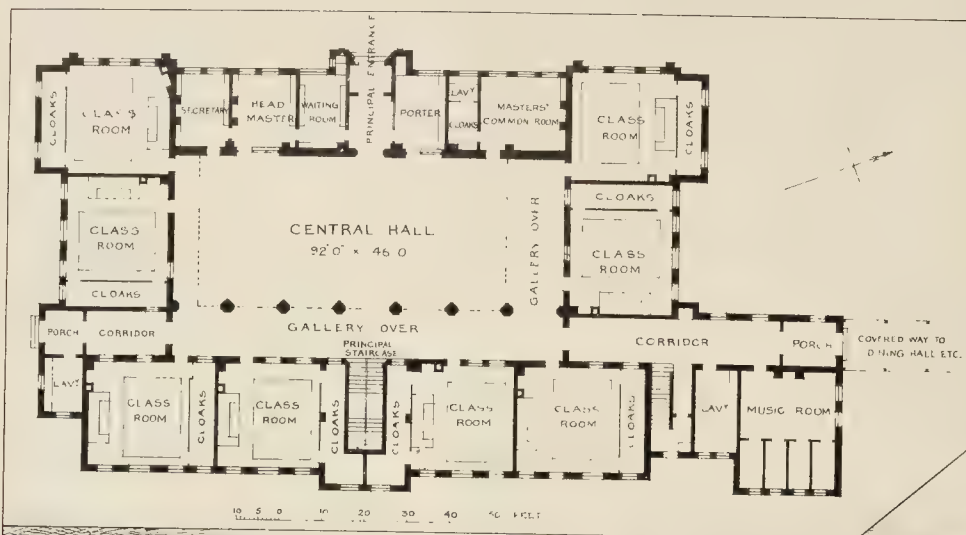 CLOAKS
CLASS
ROOM
SECRETARY
HEAD
MASTER
WAITING
ROOM
PRINCIPAL ENTRANCE
PORTER
LAVY
CLOAKS
MASTERS'
COMMON ROOM
CLASS
ROOM
CLOAKS
CLASS
ROOM
CLOAKS
CENTRAL HALL
92'0" × 46 0
GALLERY OVER
CLOAKS
CLASS
ROOM
PORCH
CORRIDOR
GALLERY OVER
PRINCIPAL
STAIRCASE
CORRIDOR
PORCH
COVERED WAY TO
DINING HALL ETC.
LAVY
CLASS
ROOM
CLOAKS
CLASS
ROOM
CLOAKS
CLOAKS
CLASS
ROOM
CLASS
ROOM
CLOAKS
LAVY
MUSIC ROOM
10 5 0 10 20 30 40 50 FEET